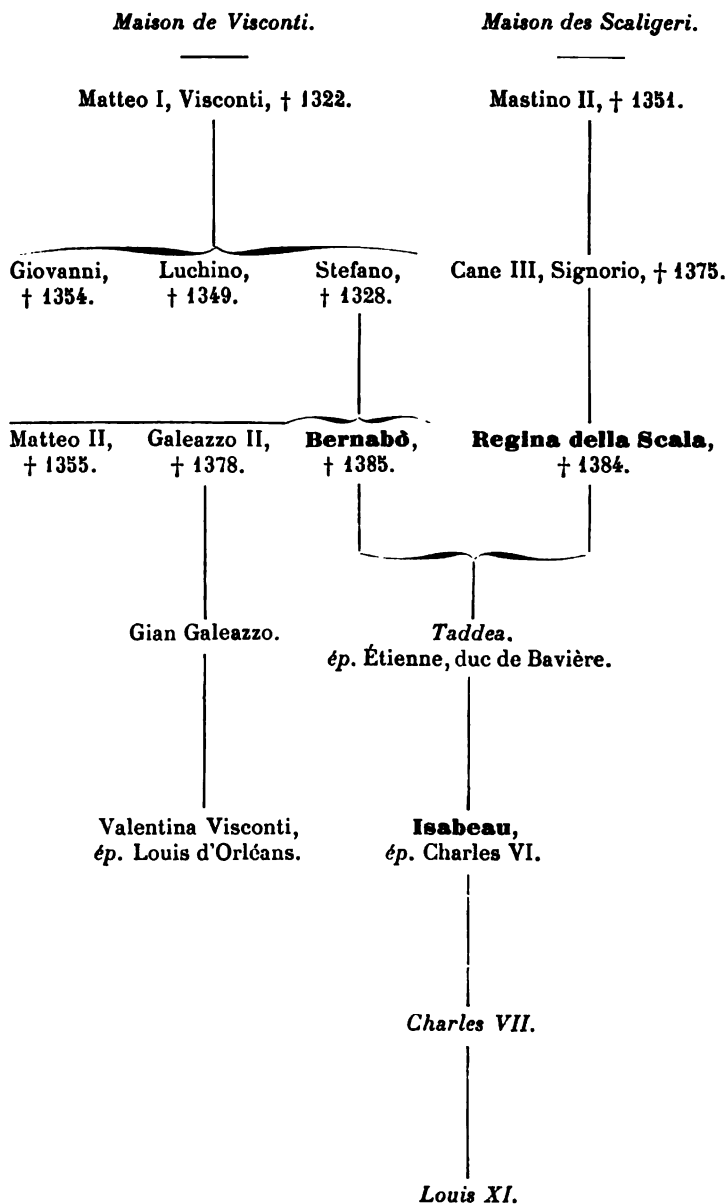 Maison de Visconti.
Maison des Scaligeri.
Matteo I, Visconti, † 1322.
Mastino II, † 1351.
Giovanni,
† 1354.
Luchino,
† 1349.
Stefano,
† 1328.
Cane III, Signorio, † 1375.
Matteo II,
† 1355.
Galeazzo II,
† 1378.
Bernabò,
† 1385.
Regina della Scala,
† 1384.
Gian Galeazzo.
Taddea.
ép. Étienne, duc de Bavière.
Valentina Visconti,
ép. Louis d'Orléans.
Isabeau,
ép. Charles VI.
Charles VII.
Louis XI.